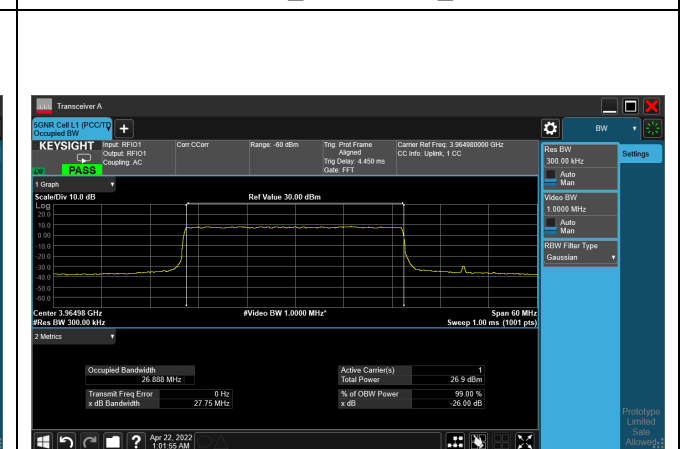 Transceiver A
5GNR Cell L1 (PCC/TD
Occupied BW
BW
KEYSIGHT
Input: RFIO1
Output: RFIO1
Coupling: AC
Corr CCorr
Range: -60 dBm
Trig: Prot Frame
Aligned
Trig Delay: 4.450 ms
Gate: FFT
Carrier Ref Freq: 3.964980000 GHz
CC Info: Uplink, 1 CC
PASS
Res BW
300.00 kHz
Auto
Man
Settings
Video BW
1.0000 MHz
Auto
Man
RBW Filter Type
Gaussian
1 Graph
Scale/Div 10.0 dB
Ref Value 30.00 dBm
Log
20.0
10.0
0.00
-10.0
-20.0
-30.0
-40.0
-50.0
-60.0
Center 3.96498 GHz
#Video BW 1.0000 MHz*
Span 60 MHz
#Res BW 300.00 kHz
Sweep 1.00 ms (1001 pts)
2 Metrics
Occupied Bandwidth
26.888 MHz
Active Carrier(s) 1
Total Power 26.9 dBm
Transmit Freq Error 0 Hz
x dB Bandwidth 27.75 MHz
% of OBW Power 99.00 %
x dB -26.00 dB
Prototype
Limited
Sale
Allowed
Apr 22, 2022
1:01:55 AM